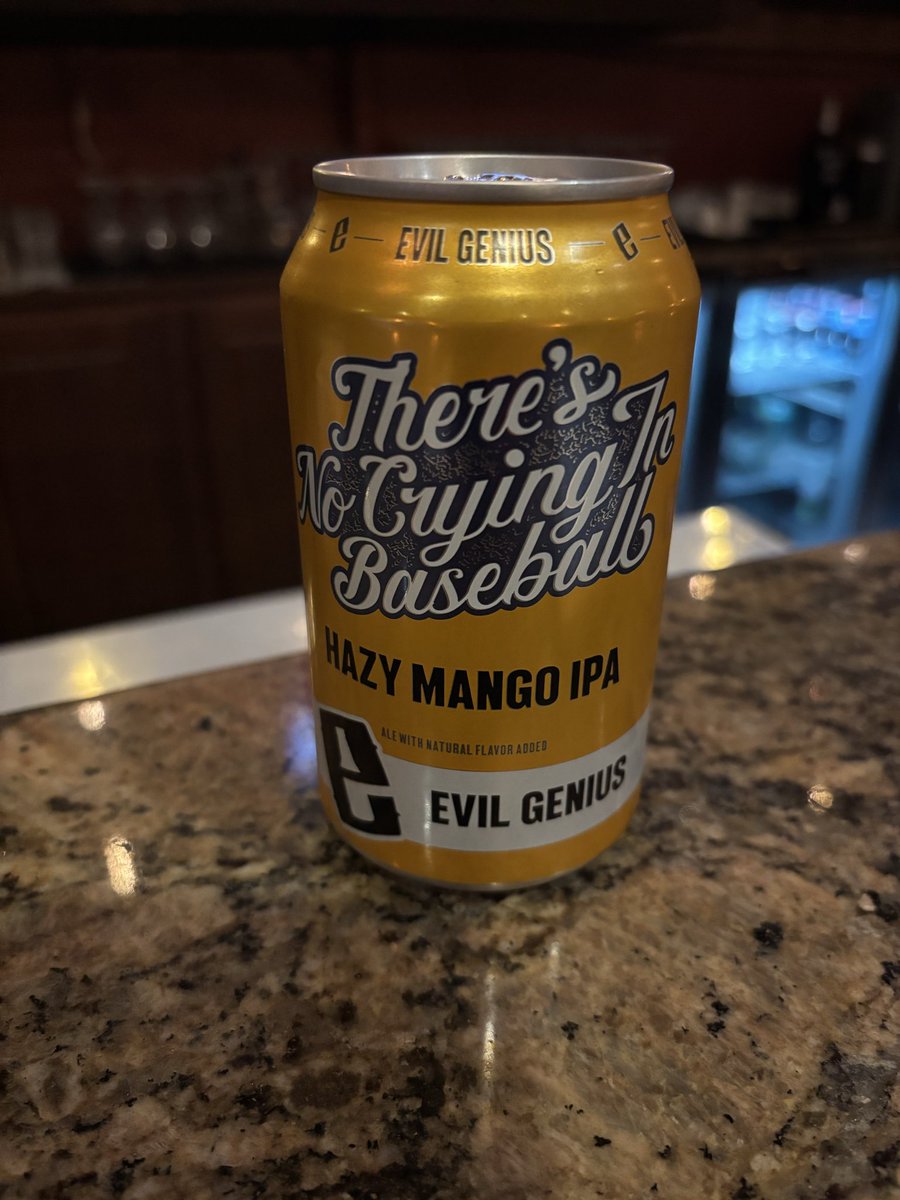 e — EVIL GENIUS — e — EV
There's
No Crying In
Baseball
HAZY MANGO IPA
ALE WITH NATURAL FLAVOR ADDED
e EVIL GENIUS